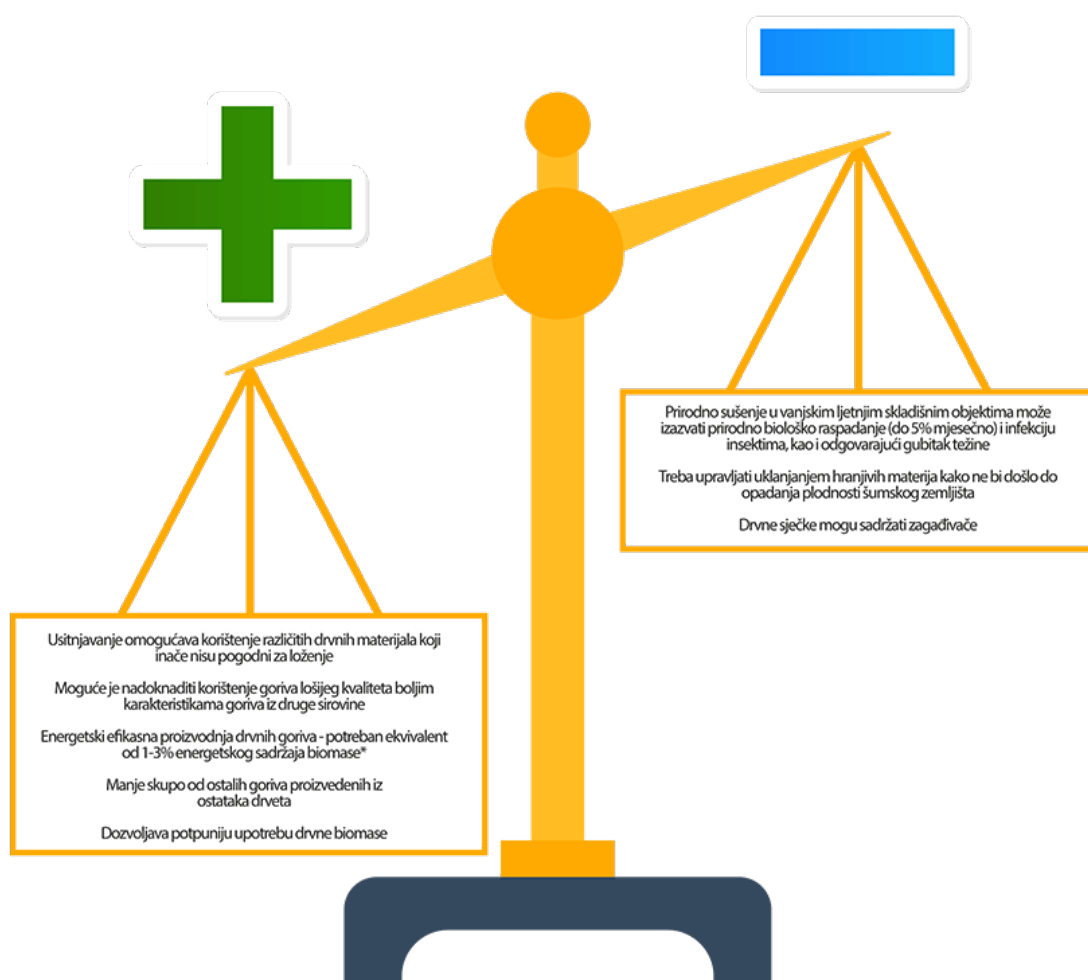 Prirodno sušenje u vanjskim ljetnjim skladišnim objektima može
izazvati prirodno biološko raspadanje (do 5% mjesečno) i infekciju
insektima, kao i odgovarajući gubitak težine
Treba upravljati uklanjanjem hranjivih materija kako ne bi došlo do
opadanja plodnosti šumskog zemljišta
Drvne sječke mogu sadržati zagađivače
Usitnjavanje omogućava korištenje različitih drvnih materijala koji
inače nisu pogodni za loženje
Moguće je nadoknaditi korištenje goriva lošijeg kvaliteta boljim
karakteristikama goriva iz druge sirovine
Energetski efikasna proizvodnja drvnih goriva - potreban ekvivalent
od 1-3% energetskog sadržaja biomase*
Manje skupo od ostalih goriva proizvedenih iz
ostataka drveta
Dozvoljava potpuniju upotrebu drvne biomase